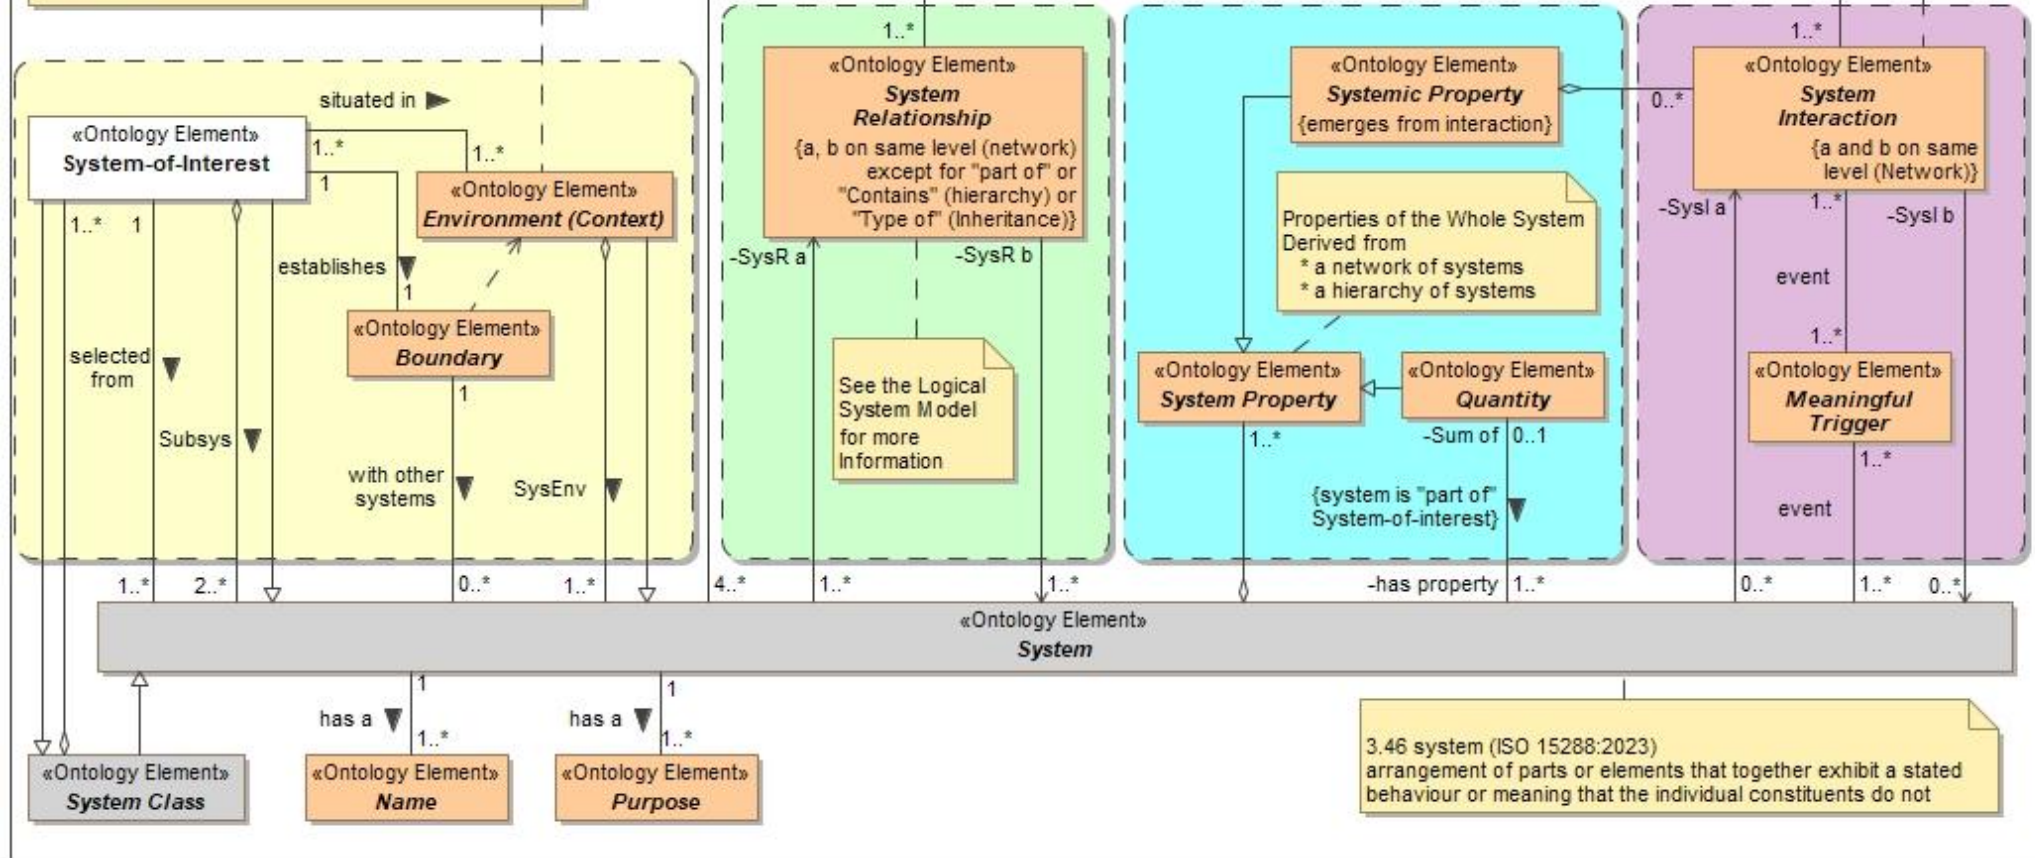 situated in
«Ontology Element»
System-of-Interest
1..*
1..*
1
1..*
1
«Ontology Element»
Environment (Context)
establishes
1
«Ontology Element»
Boundary
1
selected
from
Subsys
with other
systems
SysEnv
1..*
2..*
0..*
1..*
4..*
1..*
«Ontology Element»
System
Relationship
{a, b on same level (network)
except for "part of" or
"Contains" (hierarchy) or
"Type of" (Inheritance)}
-SysR a
-SysR b
See the Logical
System Model
for more
Information
1..*
1..*
«Ontology Element»
Systemic Property
{emerges from interaction}
Properties of the Whole System
Derived from
* a network of systems
* a hierarchy of systems
«Ontology Element»
System Property
«Ontology Element»
Quantity
1..*
-Sum of
0..1
{system is "part of"
System-of-interest}
-has property
1..*
1..*
0..*
«Ontology Element»
System
Interaction
{a and b on same
level (Network)}
-SysI a
1..*
-SysI b
event
1..*
«Ontology Element»
Meaningful
Trigger
1..*
event
0..*
1..*
0..*
«Ontology Element»
System
1
has a
1..*
1
has a
1..*
«Ontology Element»
System Class
«Ontology Element»
Name
«Ontology Element»
Purpose
3.46 system (ISO 15288:2023)
arrangement of parts or elements that together exhibit a stated
behaviour or meaning that the individual constituents do not